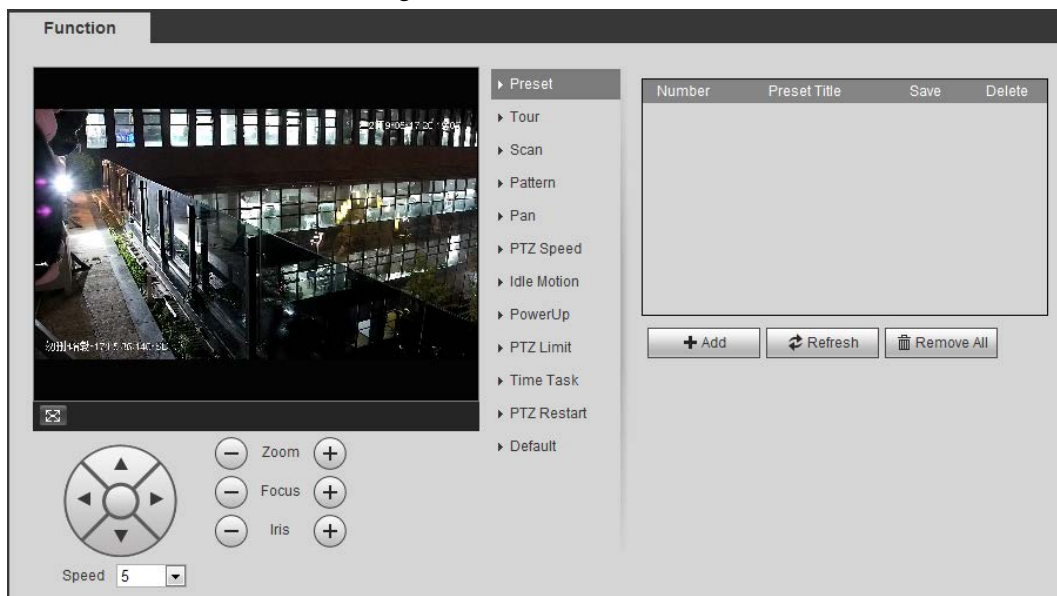 Function
Preset
Tour
Scan
Pattern
Pan
PTZ Speed
Idle Motion
PowerUp
PTZ Limit
Time Task
PTZ Restart
Default
Number Preset Title Save Delete
Add Refresh Remove All
Zoom
Focus
Iris
Speed 5